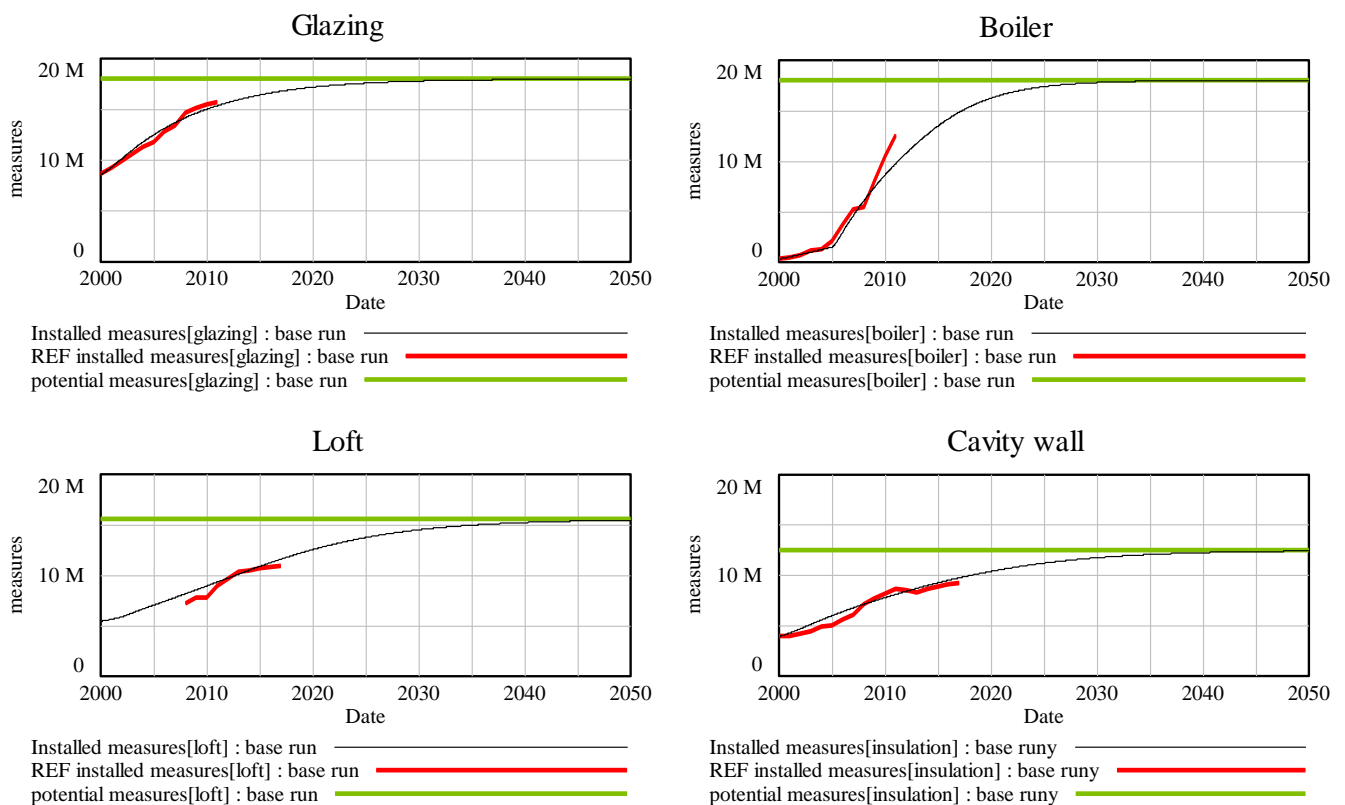 Glazing
20 M
10 M
0
measures
2000 2010 2020 2030 2040 2050
Date
Installed measures[glazing] : base run
REF installed measures[glazing] : base run
potential measures[glazing] : base run
Boiler
20 M
10 M
0
measures
2000 2010 2020 2030 2040 2050
Date
Installed measures[boiler] : base run
REF installed measures[boiler] : base run
potential measures[boiler] : base run
Loft
20 M
10 M
0
measures
2000 2010 2020 2030 2040 2050
Date
Installed measures[loft] : base run
REF installed measures[loft] : base run
potential measures[loft] : base run
Cavity wall
20 M
10 M
0
measures
2000 2010 2020 2030 2040 2050
Date
Installed measures[insulation] : base runy
REF installed measures[insulation] : base runy
potential measures[insulation] : base runy